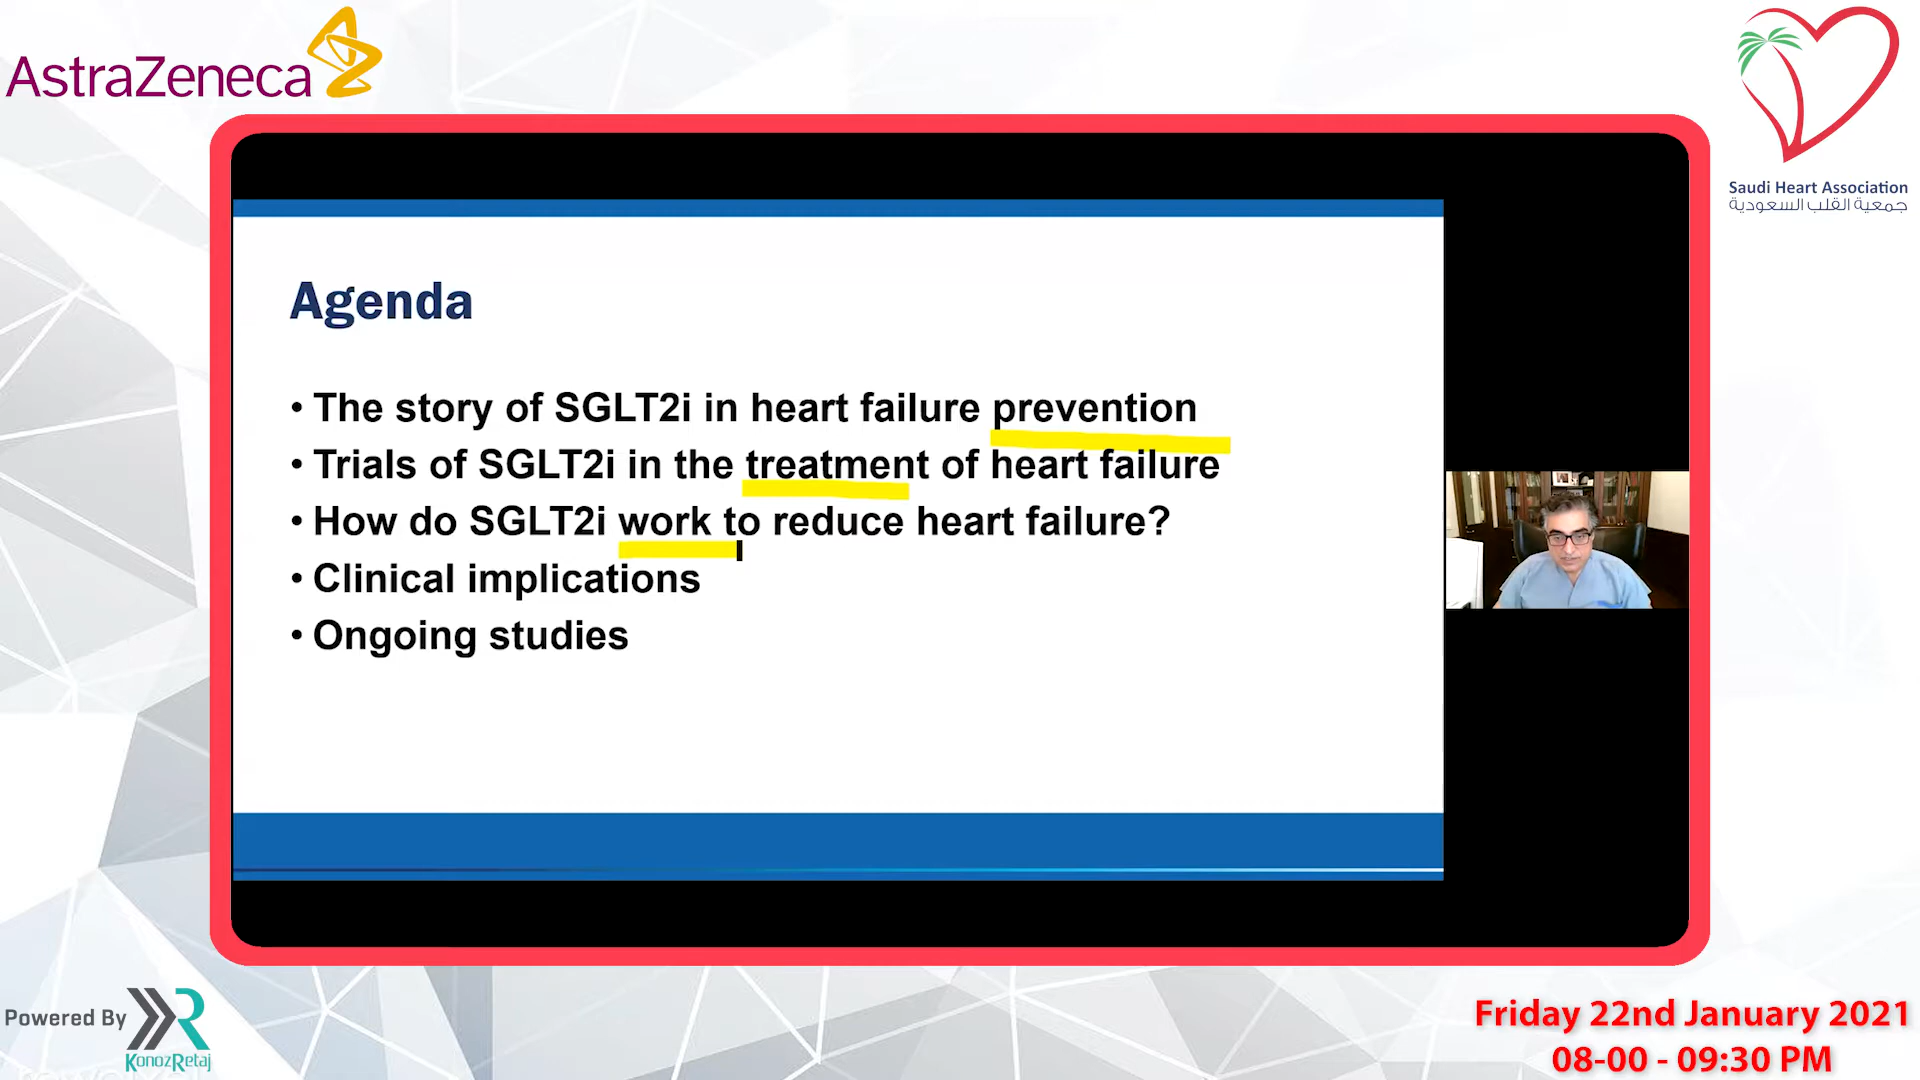 AstraZeneca
Saudi Heart Association
جمعية القلب السعودية
Agenda
• The story of SGLT2i in heart failure prevention
• Trials of SGLT2i in the treatment of heart failure
• How do SGLT2i work to reduce heart failure?
• Clinical implications
• Ongoing studies
Powered By
KonozRetaj
Friday 22nd January 2021
08-00 - 09:30 PM